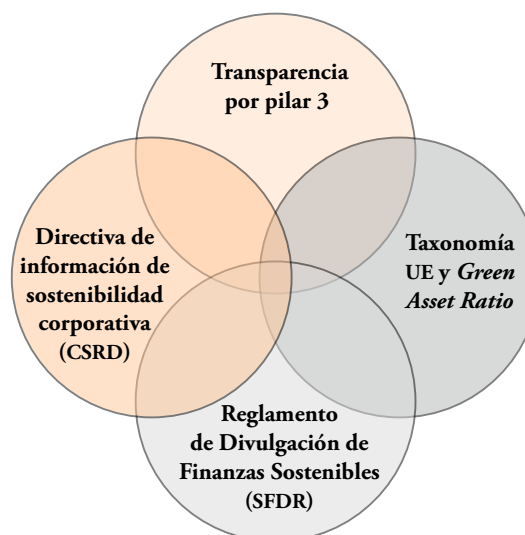 Transparencia
por pilar 3
Directiva de
información de
sostenibilidad
corporativa
(CSRD)
Taxonomía
UE y Green
Asset Ratio
Reglamento
de Divulgación de
Finanzas Sostenibles
(SFDR)